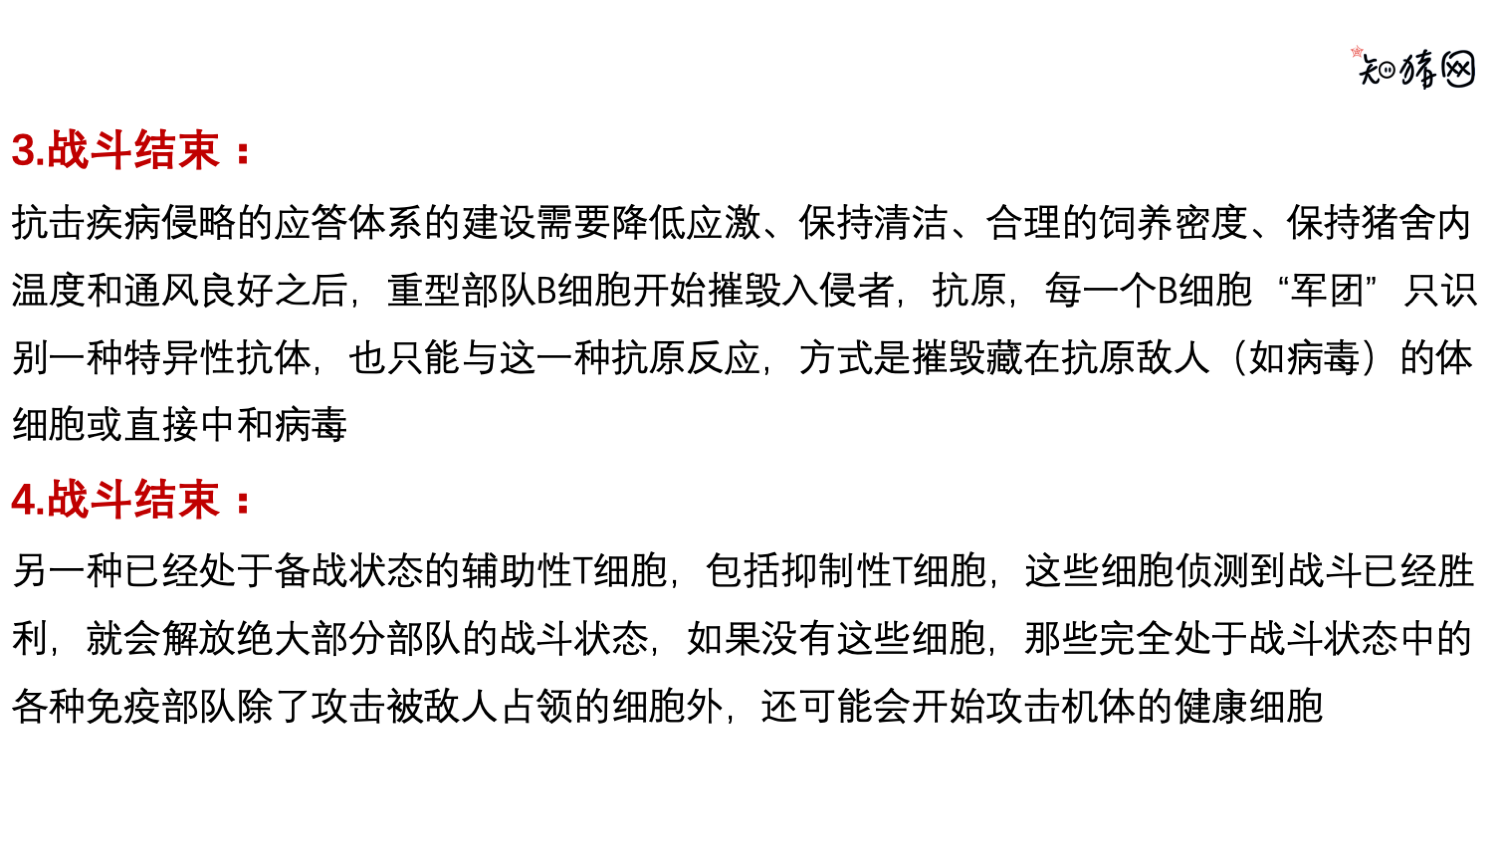 知猪网
3.战斗结束：
抗击疾病侵略的应答体系的建设需要降低应激、保持清洁、合理的饲养密度、保持猪舍内
温度和通风良好之后，重型部队B细胞开始摧毁入侵者，抗原，每一个B细胞“军团”只识
别一种特异性抗体，也只能与这一种抗原反应，方式是摧毁藏在抗原敌人（如病毒）的体
细胞或直接中和病毒
4.战斗结束：
另一种已经处于备战状态的辅助性T细胞，包括抑制性T细胞，这些细胞侦测到战斗已经胜
利，就会解放绝大部分部队的战斗状态，如果没有这些细胞，那些完全处于战斗状态中的
各种免疫部队除了攻击被敌人占领的细胞外，还可能会开始攻击机体的健康细胞